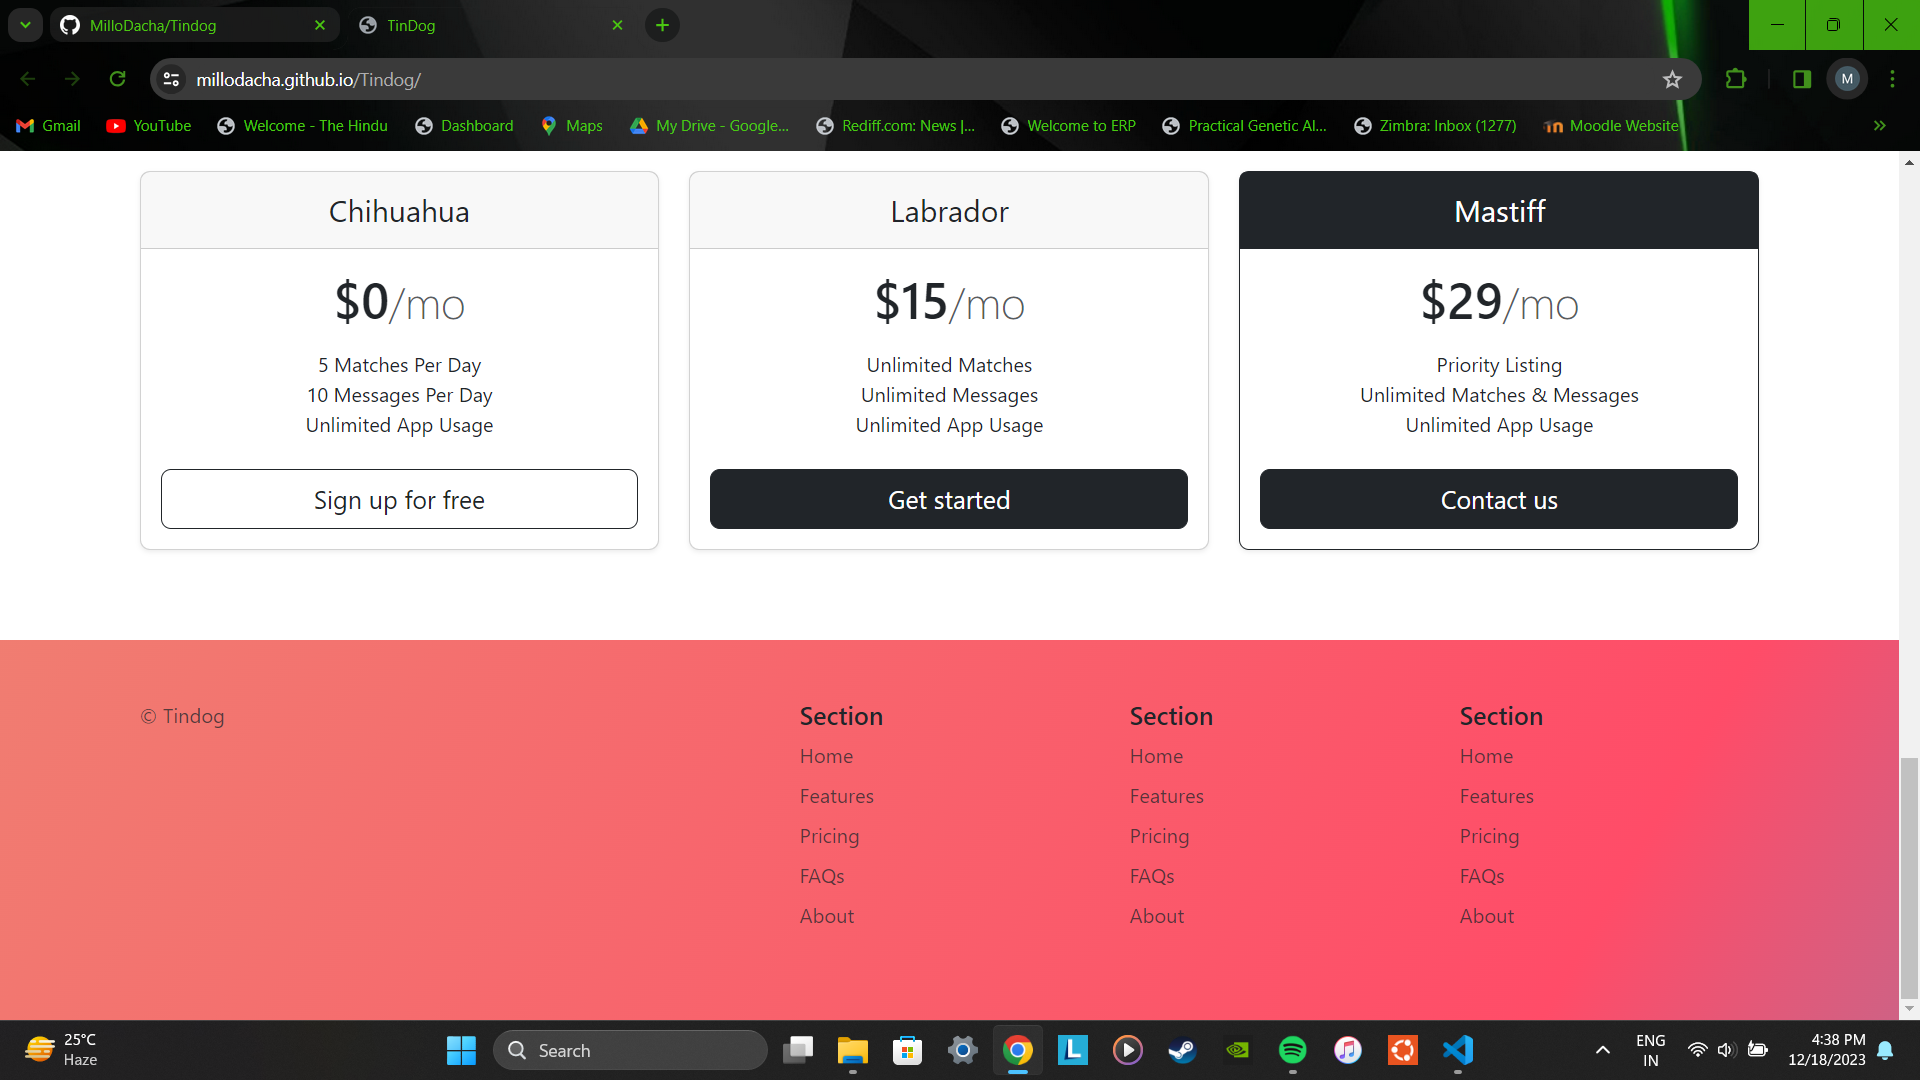 MilloDacha/Tindog
TinDog
millodacha.github.io/Tindog/
M
Gmail
YouTube
Welcome - The Hindu
Dashboard
Maps
My Drive - Google...
Rediff.com: News |...
Welcome to ERP
Practical Genetic Al...
Zimbra: Inbox (1277)
Moodle Website
Chihuahua
$0/mo
5 Matches Per Day
10 Messages Per Day
Unlimited App Usage
Sign up for free
Labrador
$15/mo
Unlimited Matches
Unlimited Messages
Unlimited App Usage
Get started
Mastiff
$29/mo
Priority Listing
Unlimited Matches & Messages
Unlimited App Usage
Contact us
© Tindog
Section
Home
Features
Pricing
FAQs
About
Section
Home
Features
Pricing
FAQs
About
Section
Home
Features
Pricing
FAQs
About
25°C
Haze
Search
L
ENG
IN
4:38 PM
12/18/2023